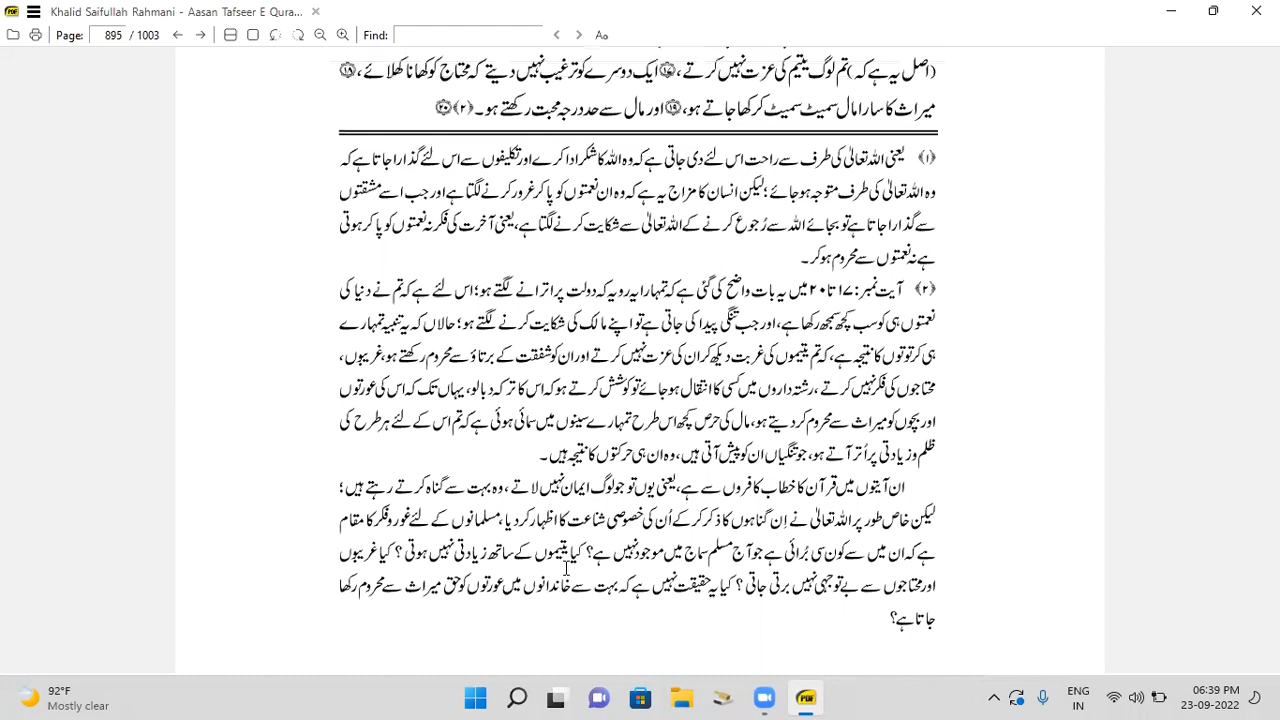 Khalid Saifullah Rahmani - Aasan Tafseer E Qura...
Page: 895 / 1003 Find: Aa
(اصل یہ ہے کہ) تم لوگ یتیم کی عزت نہیں کرتے ، ﴿۱۷﴾ ایک دوسرے کو ترغیب نہیں دیتے کہ محتاج کو کھانا کھلائے ، ﴿۱۸﴾
میراث کا سارا مال سمیٹ سمیٹ کر کھا جاتے ہو، ﴿۱۹﴾ اور مال سے حد درجہ محبت رکھتے ہو۔ (۲) ﴿۲۰﴾
(۱) یعنی اللہ تعالیٰ کی طرف سے راحت اس لئے دی جاتی ہے کہ وہ اللہ کا شکر ادا کرے اور تکلیفوں سے اس لئے گذارا جاتا ہے کہ
وہ اللہ تعالیٰ کی طرف متوجہ ہو جائے ؛ لیکن انسان کا مزاج یہ ہے کہ وہ ان نعمتوں کو پا کر غرور کرنے لگتا ہے اور جب اسے مشقتوں
سے گذارا جاتا ہے تو بجائے اللہ سے رُجوع کرنے کے اللہ تعالیٰ سے شکایت کرنے لگتا ہے، یعنی آخرت کی فکر نہ نعمتوں کو پا کر ہوتی
ہے نہ نعمتوں سے محروم ہو کر ۔
(۲) آیت نمبر : ۱۷ تا ۲۰ میں یہ بات واضح کی گئی ہے کہ تمہارا یہ رویہ کہ دولت پر اترانے لگتے ہو؛ اس لئے ہے کہ تم نے دنیا کی
نعمتوں ہی کو سب کچھ سمجھ رکھا ہے، اور جب تنگی پیدا کی جاتی ہے تو اپنے مالک کی شکایت کرنے لگتے ہو؛ حالاں کہ یہ تنبیہ تمہارے
ہی کرتوتوں کا نتیجہ ہے، کہ تم یتیموں کی غربت دیکھ کر ان کی عزت نہیں کرتے اور ان کو شفقت کے برتاؤ سے محروم رکھتے ہو، غریبوں،
محتاجوں کی فکر نہیں کرتے ، رشتہ داروں میں کسی کا انتقال ہو جائے تو کوشش کرتے ہو کہ اس کا ترکہ دبا لو، یہاں تک کہ اس کی عورتوں
اور بچوں کو میراث سے محروم کر دیتے ہو، مال کی حرص کچھ اس طرح تمہارے سینوں میں سمائی ہوئی ہے کہ تم اس کے لئے ہر طرح کی
ظلم و زیادتی پر اُتر آتے ہو، جو تنگیاں ان کو پیش آتی ہیں، وہ ان ہی حرکتوں کا نتیجہ ہیں ۔
ان آیتوں میں قرآن کا خطاب کافروں سے ہے، یعنی یوں تو جو لوگ ایمان نہیں لاتے ، وہ بہت سے گناہ کرتے رہتے ہیں ؛
لیکن خاص طور پر اللہ تعالیٰ نے اِن گناہوں کا ذکر کر کے اُن کی خصوصی شناعت کا اظہار کر دیا ، مسلمانوں کے لئے غور و فکر کا مقام
ہے کہ ان میں سے کون سی بُرائی ہے جو آج مسلم سماج میں موجود نہیں ہے؟ کیا یتیموں کے ساتھ زیادتی نہیں ہوتی ؟ کیا غریبوں
اور محتاجوں سے بے توجہی نہیں برتی جاتی ؟ کیا یہ حقیقت نہیں ہے کہ بہت سے خاندانوں میں عورتوں کو حق میراث سے محروم رکھا
جاتا ہے؟
92°F
Mostly clear
ENG
IN
06:39 PM